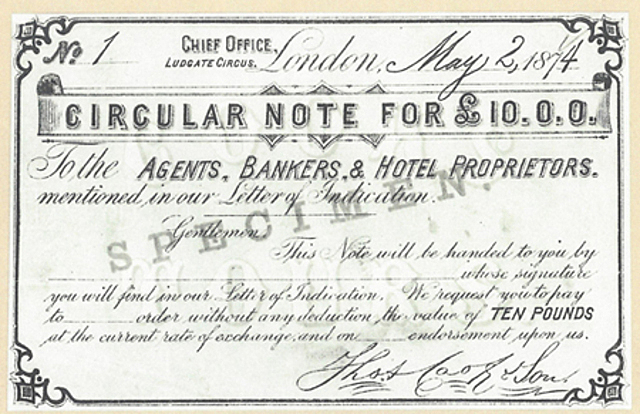 No. 1
CHIEF OFFICE,
LUDGATE CIRCUS.
London, May 2, 1874
CIRCULAR NOTE FOR £10.0.0.
To the AGENTS, BANKERS, & HOTEL PROPRIETORS.
mentioned in our Letter of Indication.
SPECIMEN.
Gentlemen
This Note will be handed to you by
whose signature
you will find in our Letter of Indication. We request you to pay
to order without any deduction the value of TEN POUNDS
at the current rate of exchange, and on endorsement upon us.
Thos Cook & Son